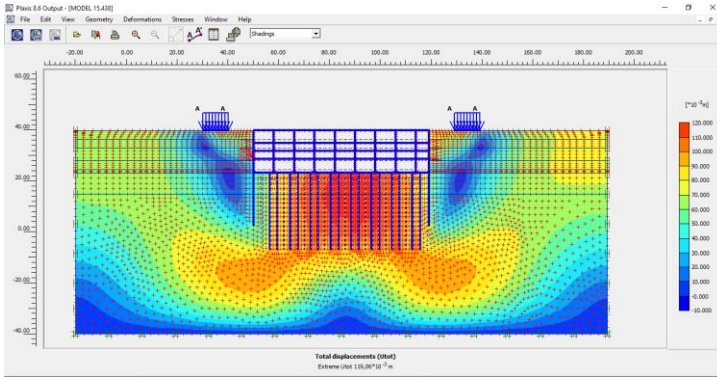 Plaxis 8.6 Output - [MODEL 15.438]
File Edit View Geometry Deformations Stresses Window Help
Shadings
-20.00 0.00 20.00 40.00 60.00 80.00 100.00 120.00 140.00 160.00 180.00 200.00
60.00
40.00
20.00
0.00
-20.00
-40.00
A A
A A
[*10⁻³m]
120.000
110.000
100.000
90.000
80.000
70.000
60.000
50.000
40.000
30.000
20.000
10.000
0.000
-10.000
Total displacements (Utot)
Extreme Utot 119,06*10⁻³ m